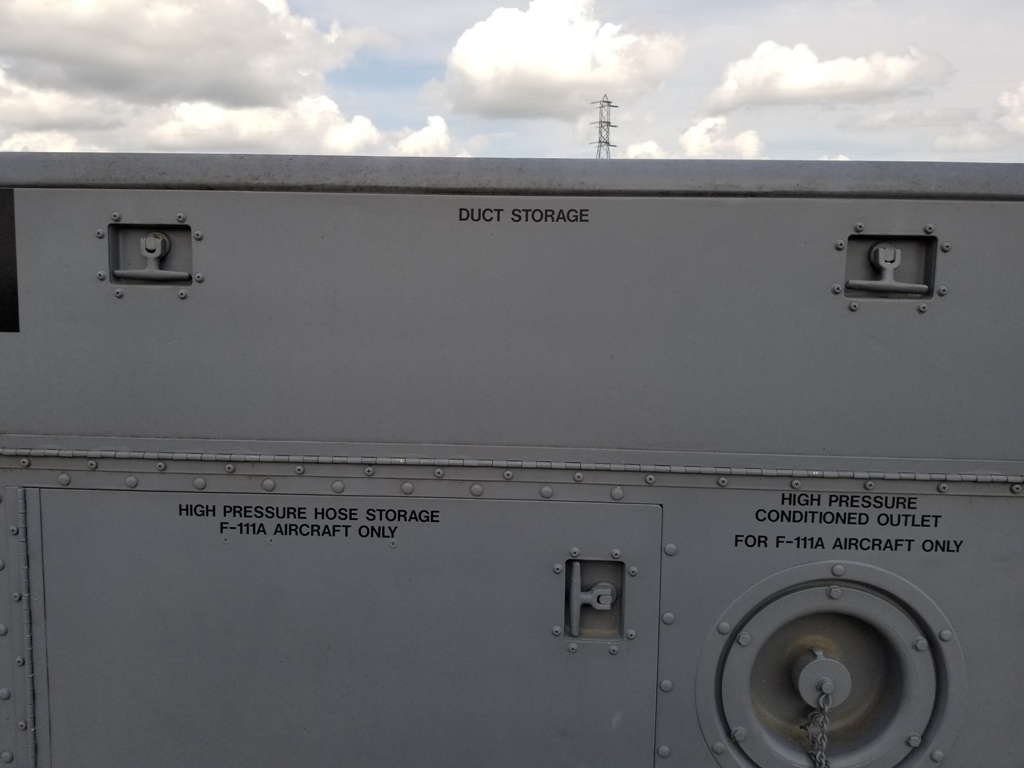 DUCT STORAGE
HIGH PRESSURE HOSE STORAGE
F-111A AIRCRAFT ONLY
HIGH PRESSURE
CONDITIONED OUTLET
FOR F-111A AIRCRAFT ONLY